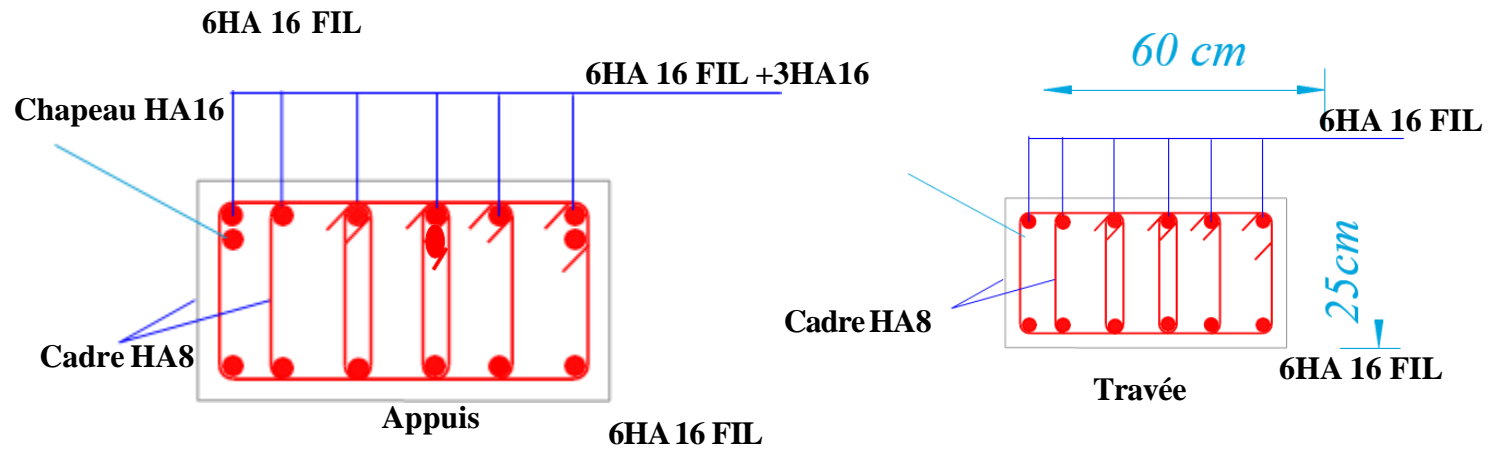 6HA 16 FIL
6HA 16 FIL +3HA16
Chapeau HA16
Cadre HA8
Appuis
6HA 16 FIL
60 cm
6HA 16 FIL
25cm
Cadre HA8
6HA 16 FIL
Travée